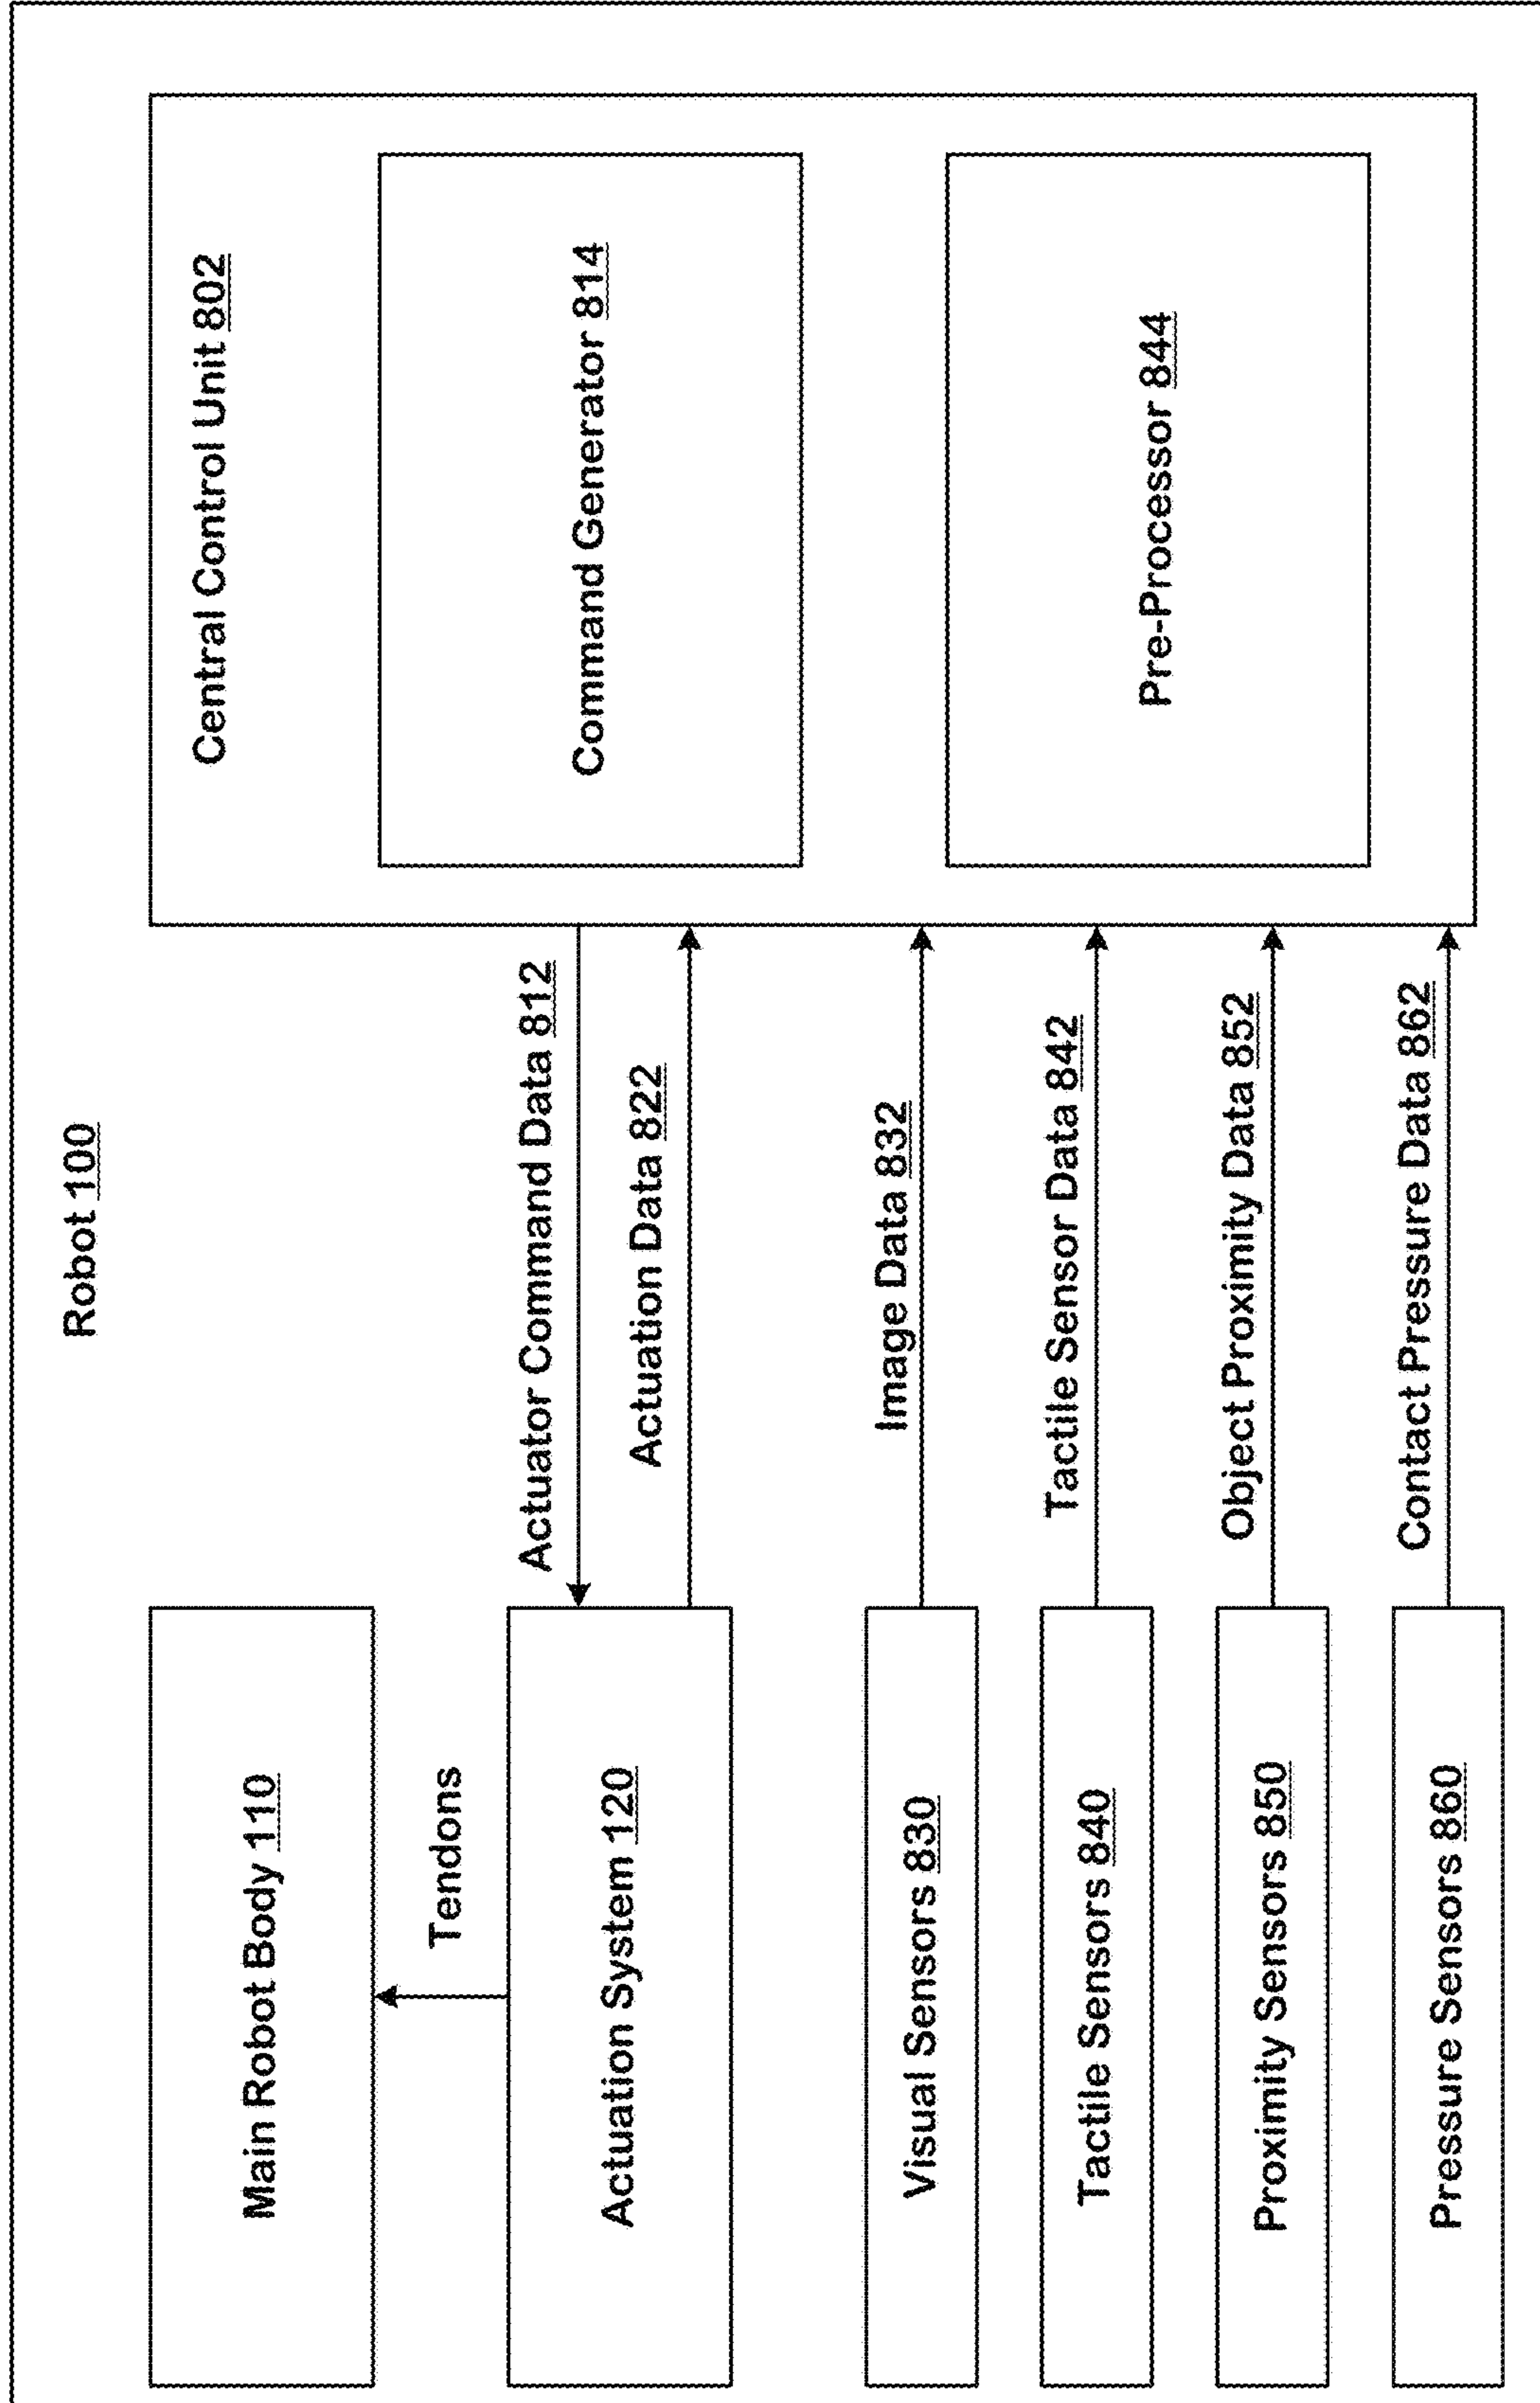 Robot 100
Main Robot Body 110
Tendons
Actuation System 120
Visual Sensors 830
Tactile Sensors 840
Proximity Sensors 850
Pressure Sensors 860
Actuator Command Data 812
Actuation Data 822
Image Data 832
Tactile Sensor Data 842
Object Proximity Data 852
Contact Pressure Data 862
Central Control Unit 802
Command Generator 814
Pre-Processor 844